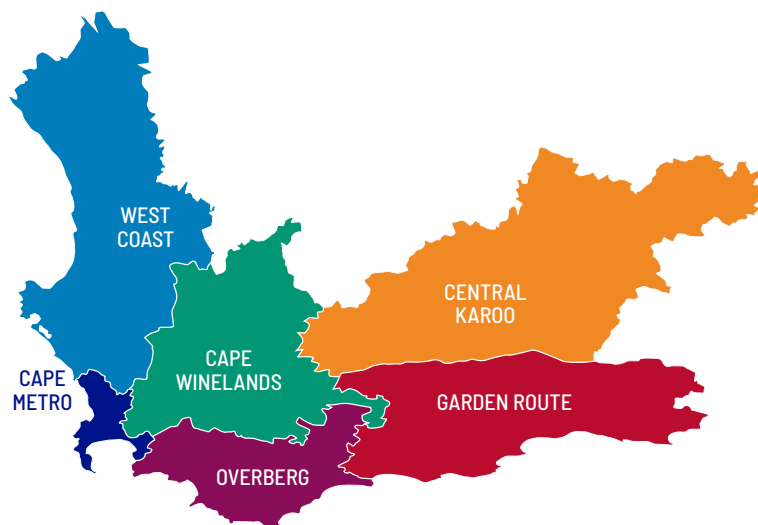 WEST
COAST
CENTRAL
KAROO
CAPE
WINELANDS
CAPE
METRO
GARDEN ROUTE
OVERBERG